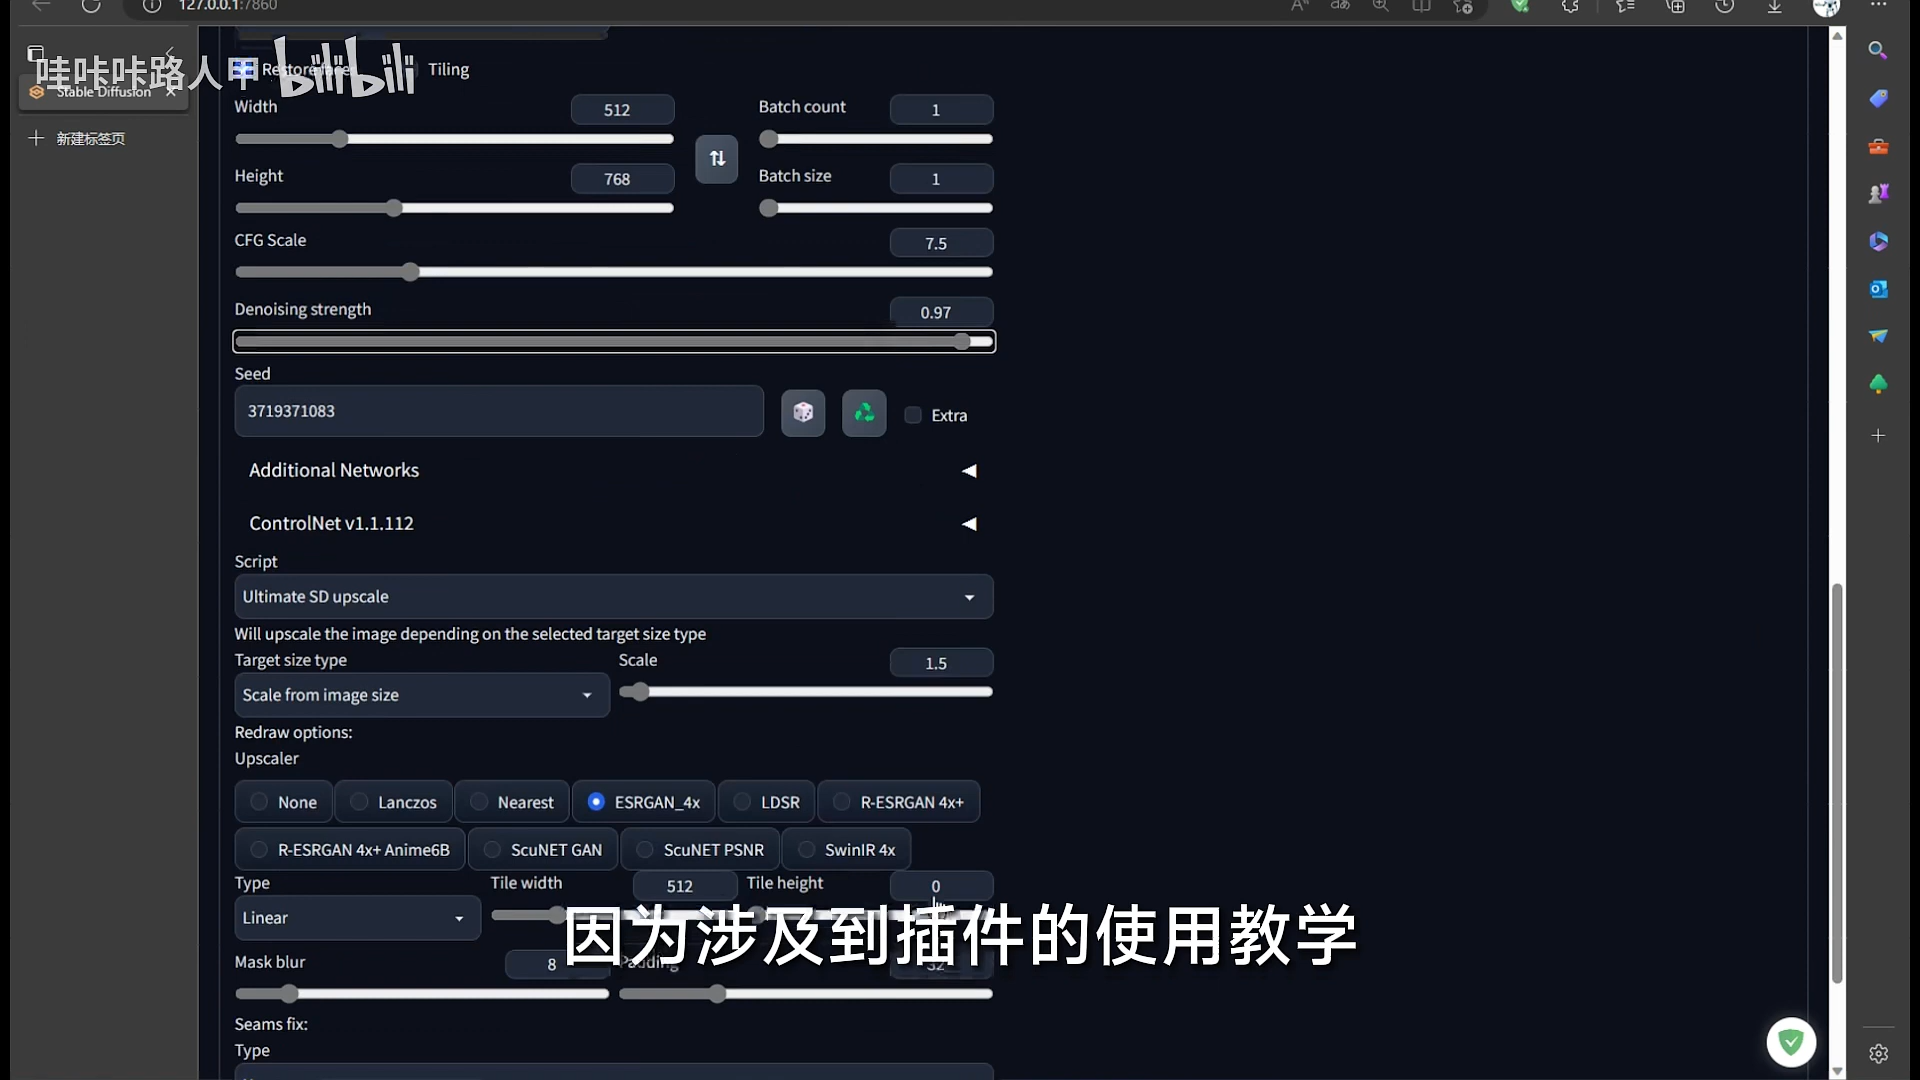 127.0.0.1:7860
哇咔咔路人甲 bilibili
Stable Diffusion
新建标签页
Restore faces
Tiling
Width
512
Batch count
1
Height
768
Batch size
1
CFG Scale
7.5
Denoising strength
0.97
Seed
3719371083
Extra
Additional Networks
ControlNet v1.1.112
Script
Ultimate SD upscale
Will upscale the image depending on the selected target size type
Target size type
Scale
1.5
Scale from image size
Redraw options:
Upscaler
None
Lanczos
Nearest
ESRGAN_4x
LDSR
R-ESRGAN 4x+
R-ESRGAN 4x+ Anime6B
ScuNET GAN
ScuNET PSNR
SwinIR 4x
Type
Tile width
512
Tile height
0
Linear
因为涉及到插件的使用教学
Mask blur
8
Padding
32
Seams fix:
Type